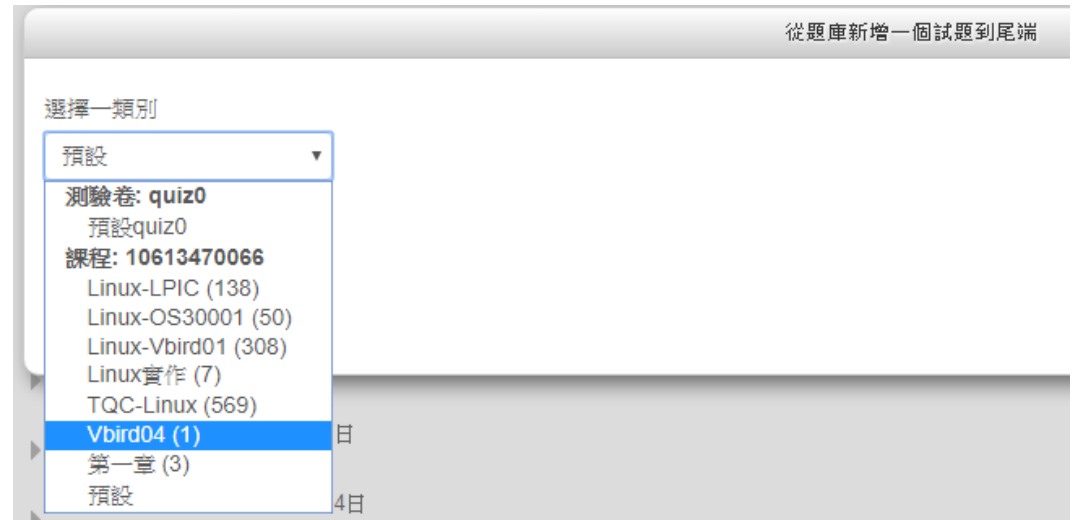 從題庫新增一個試題到尾端
選擇一類別
預設
測驗卷: quiz0
預設quiz0
課程: 10613470066
Linux-LPIC (138)
Linux-OS30001 (50)
Linux-Vbird01 (308)
Linux實作 (7)
TQC-Linux (569)
Vbird04 (1)
日
第一章 (3)
預設
4日